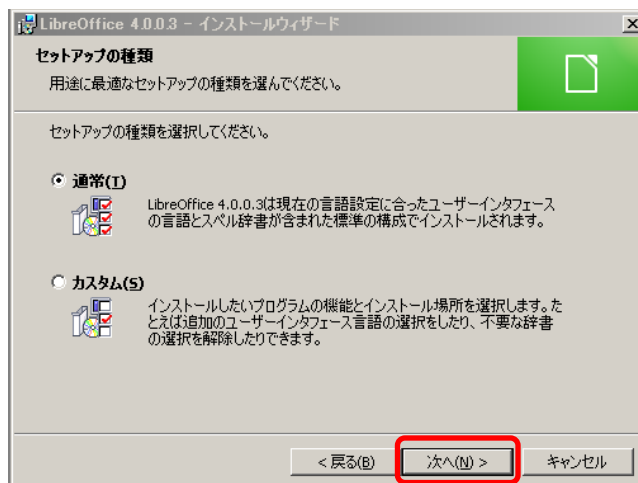 LibreOffice 4.0.0.3 - インストールウィザード
セットアップの種類
用途に最適なセットアップの種類を選んでください。
セットアップの種類を選択してください。
通常(T)
LibreOffice 4.0.0.3は現在の言語設定に合ったユーザーインタフェース
の言語とスペル辞書が含まれた標準の構成でインストールされます。
カスタム(S)
インストールしたいプログラムの機能とインストール場所を選択します。た
とえば追加のユーザーインタフェース言語の選択をしたり、不要な辞書
の選択を解除したりできます。
< 戻る(B)
次へ(N) >
キャンセル